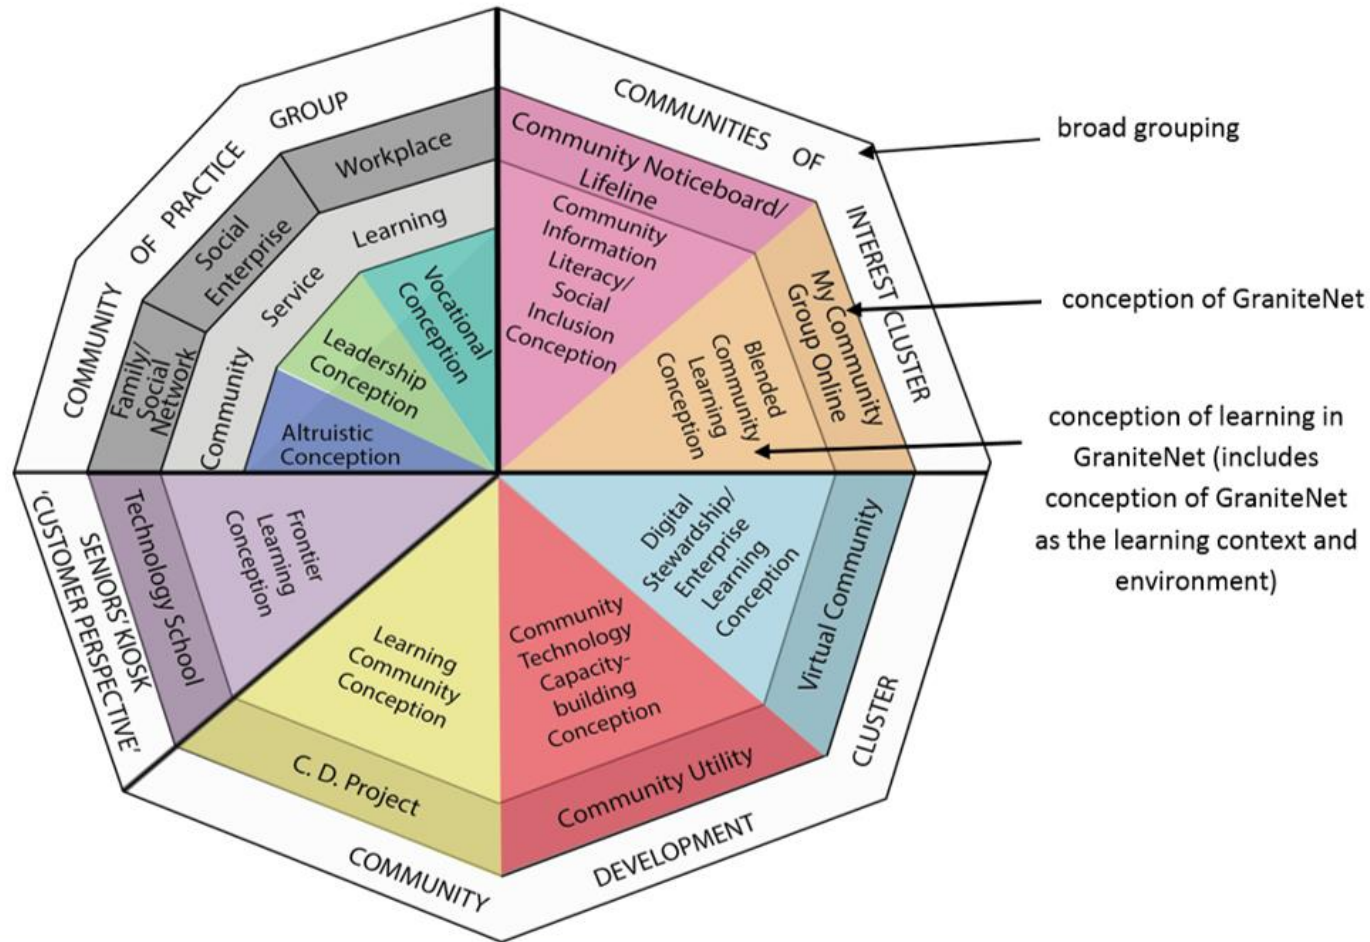 COMMUNITY OF PRACTICE GROUP
COMMUNITIES OF
INTEREST CLUSTER
broad grouping
Workplace
Social
Enterprise
Family/
Social
Network
Community Service Learning
Vocational
Conception
Leadership
Conception
Altruistic
Conception
Community Noticeboard/
Lifeline
Community
Information
Literacy/
Social
Inclusion
Conception
My Community
Group Online
Blended
Community
Learning
Conception
conception of GraniteNet
conception of learning in
GraniteNet (includes
conception of GraniteNet
as the learning context and
environment)
SENIORS' KIOSK
'CUSTOMER PERSPECTIVE'
Technology School
Frontier
Learning
Conception
Learning
Community
Conception
C. D. Project
Community
Technology
Capacity-
building
Conception
Community Utility
Digital
Stewardship/
Enterprise
Learning
Conception
Virtual Community
COMMUNITY
DEVELOPMENT
CLUSTER